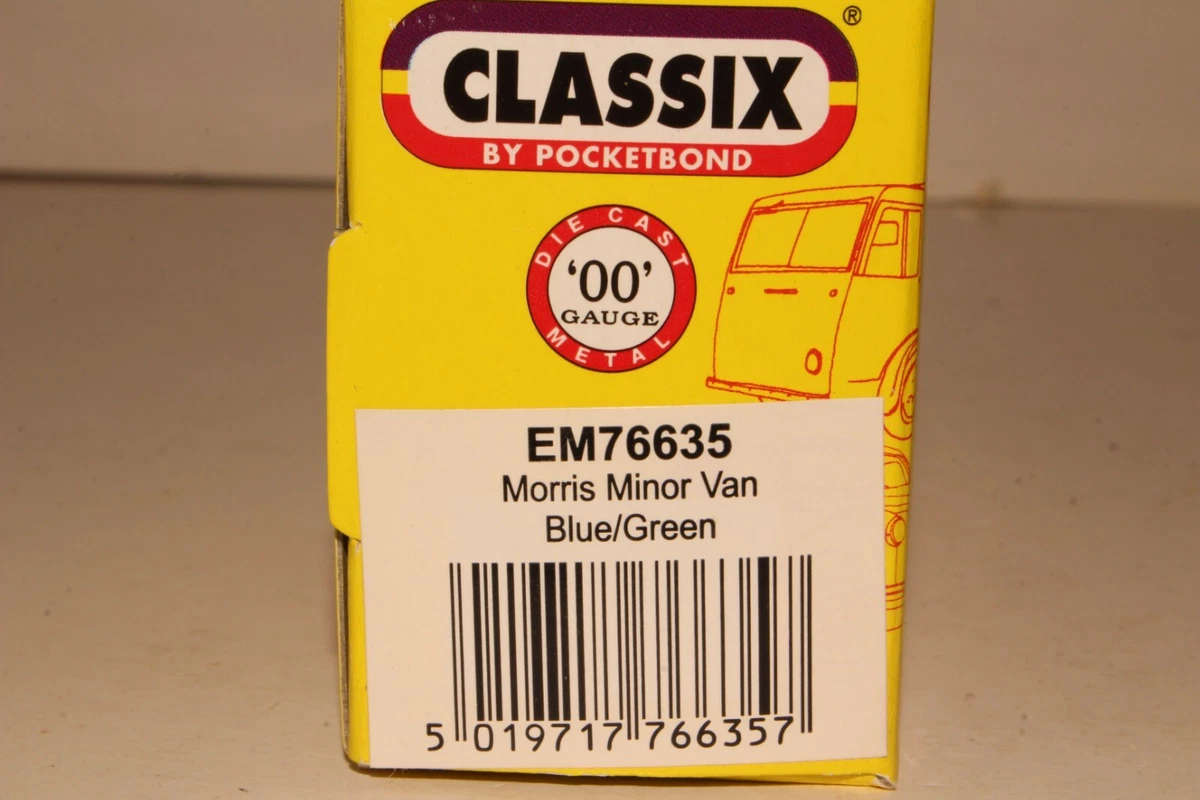 ®
CLASSIX
BY POCKETBOND
DIE CAST
'00'
GAUGE
METAL
EM76635
Morris Minor Van
Blue/Green
5 019717 766357